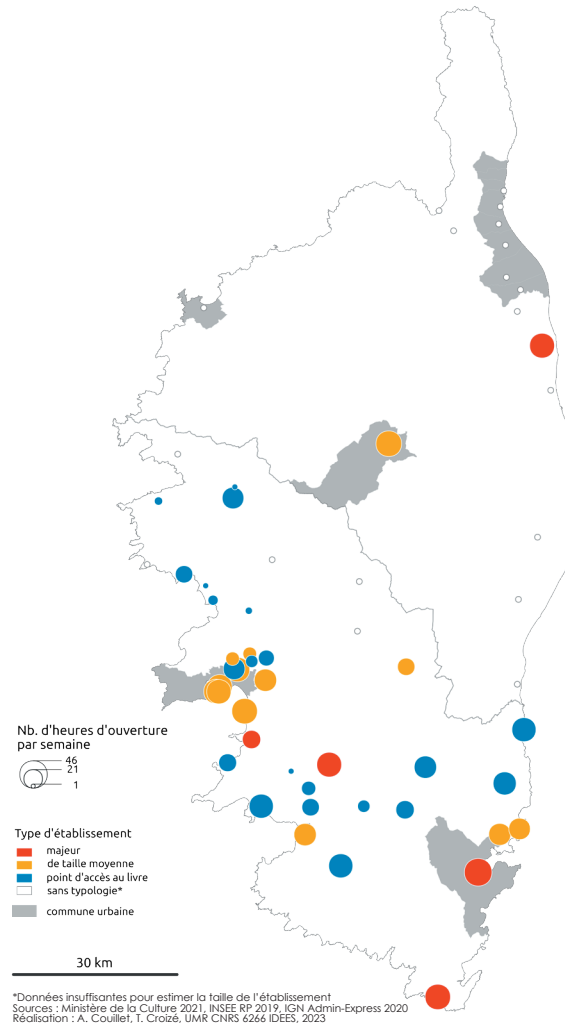 Nb. d'heures d'ouverture
par semaine
46
21
1
Type d'établissement
majeur
de taille moyenne
point d'accès au livre
sans typologie*
commune urbaine
30 km
*Données insuffisantes pour estimer la taille de l'établissement
Sources : Ministère de la Culture 2021, INSEE RP 2019, IGN Admin-Express 2020
Réalisation : A. Couillet, T. Croizé, UMR CNRS 6266 IDEES, 2023